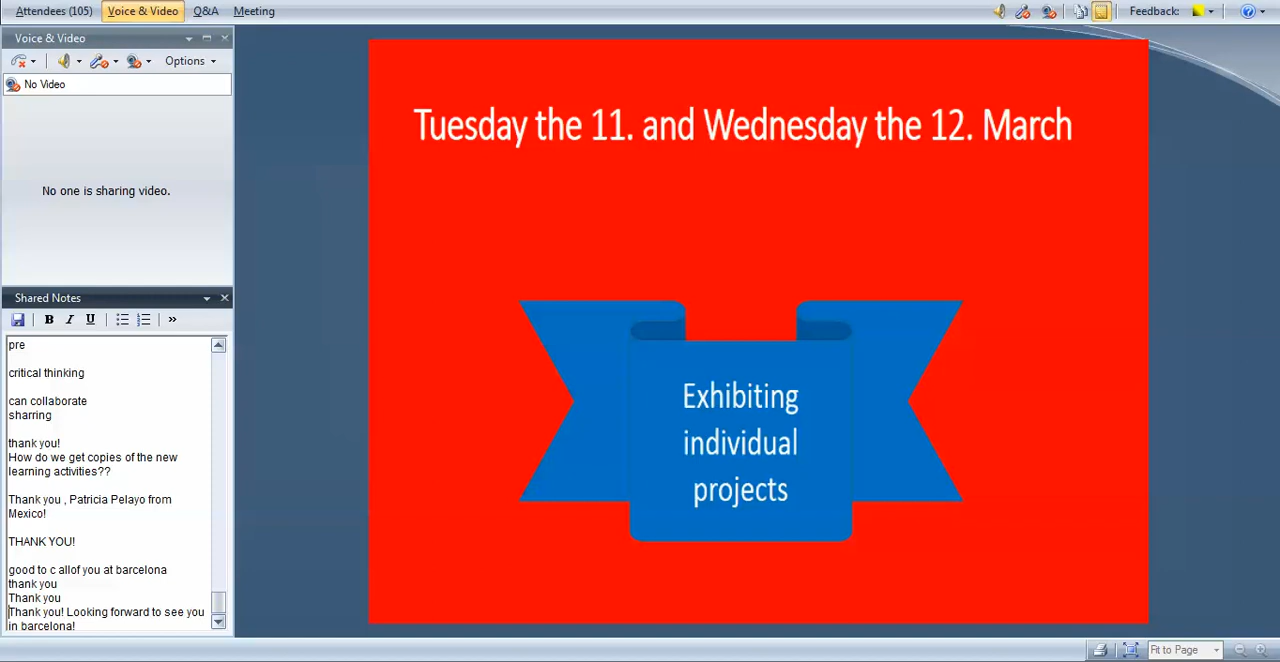 Attendees (105) Voice & Video Q&A Meeting Feedback:
Voice & Video
Options
No Video
No one is sharing video.
Shared Notes
B I U »
pre
critical thinking
can collaborate
sharring
thank you!
How do we get copies of the new
learning activities??
Thank you , Patricia Pelayo from
Mexico!
THANK YOU!
good to c allof you at barcelona
thank you
Thank you
Thank you! Looking forward to see you
in barcelona!
Tuesday the 11. and Wednesday the 12. March
Exhibiting
individual
projects
Fit to Page